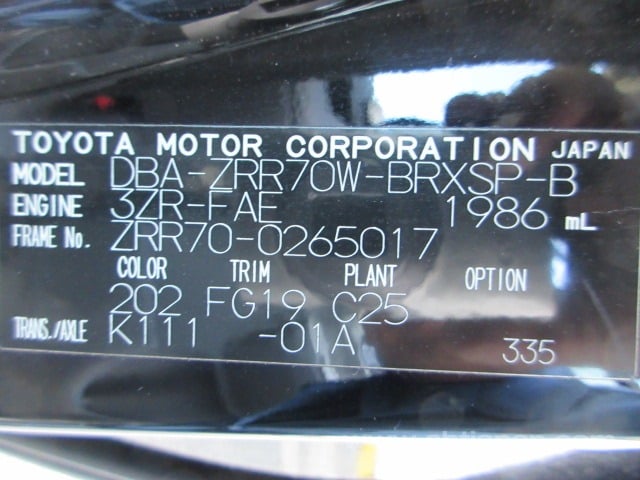 TOYOTA MOTOR CORPORATION JAPAN
MODEL DBA-ZRR70W-BRXSP-B
ENGINE 3ZR-FAE 1986 mL
FRAME No. ZRR70-0265017
COLOR TRIM PLANT OPTION
202 FG19 C25
TRANS./AXLE K111 -01A 335